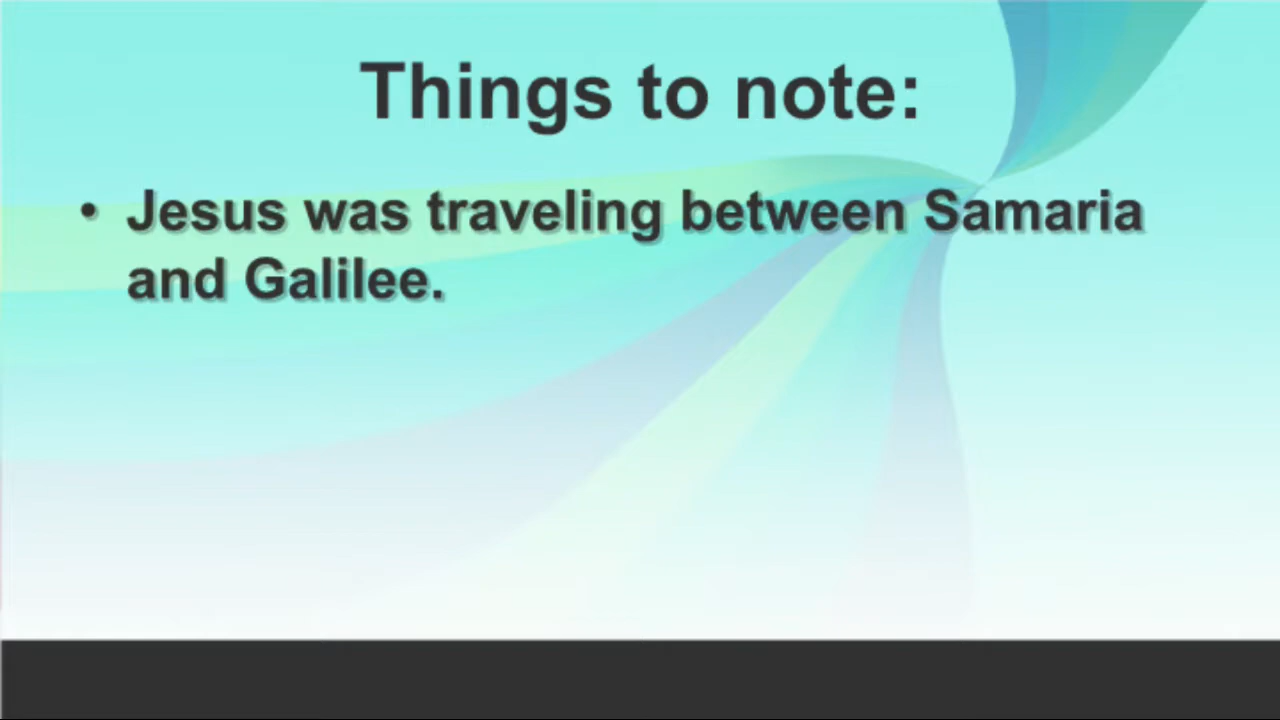 Things to note:
• Jesus was traveling between Samaria
and Galilee.